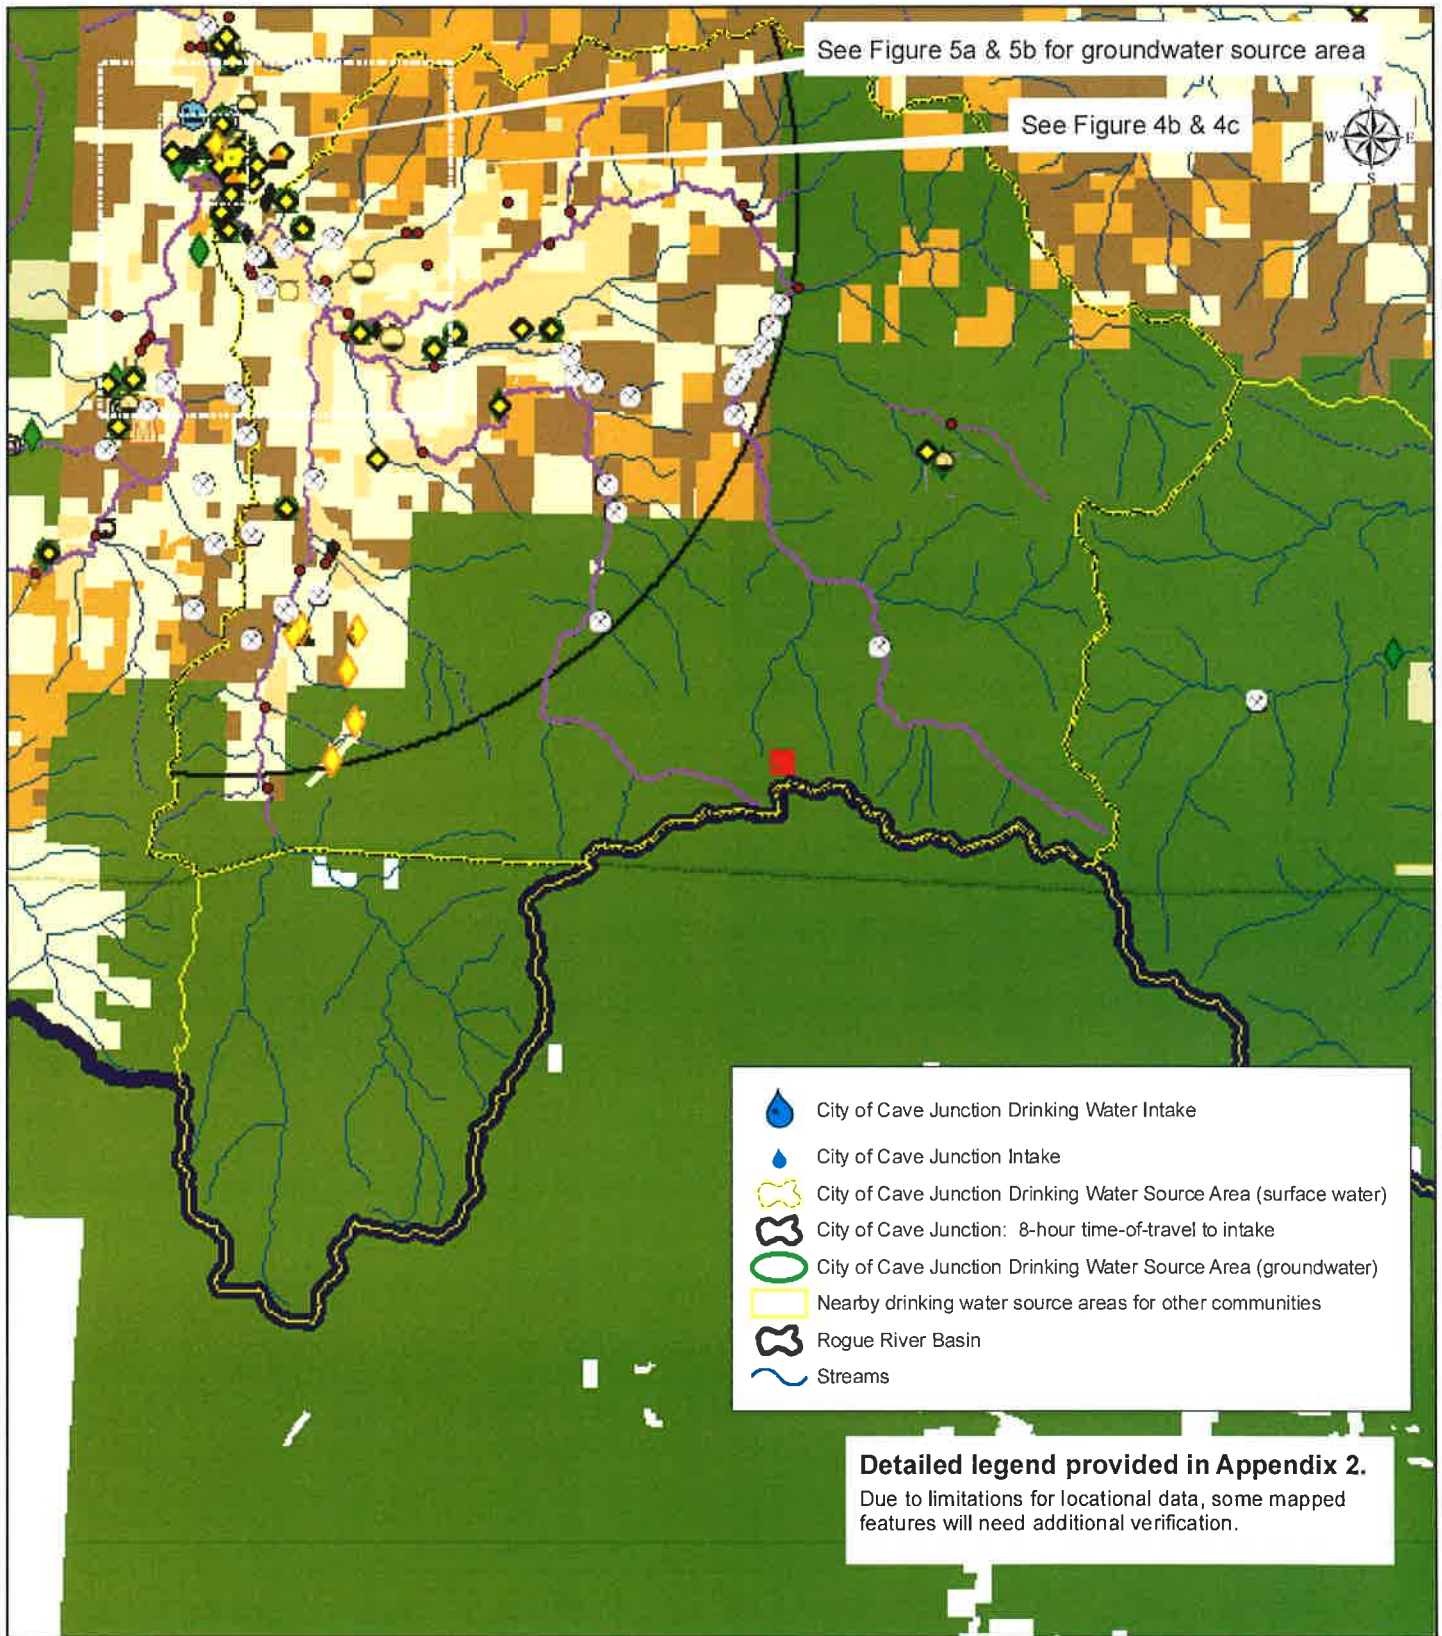 See Figure 5a & 5b for groundwater source area
See Figure 4b & 4c
N
W
E
S
City of Cave Junction Drinking Water Intake
City of Cave Junction Intake
City of Cave Junction Drinking Water Source Area (surface water)
City of Cave Junction: 8-hour time-of-travel to intake
City of Cave Junction Drinking Water Source Area (groundwater)
Nearby drinking water source areas for other communities
Rogue River Basin
Streams
Detailed legend provided in Appendix 2.
Due to limitations for locational data, some mapped
features will need additional verification.